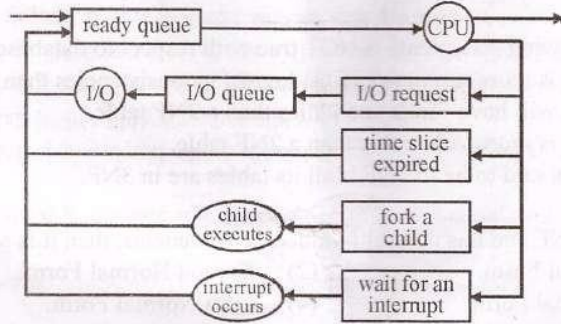 ready queue
CPU
I/O
I/O queue
I/O request
time slice
expired
child
executes
fork a
child
interrupt
occurs
wait for an
interrupt